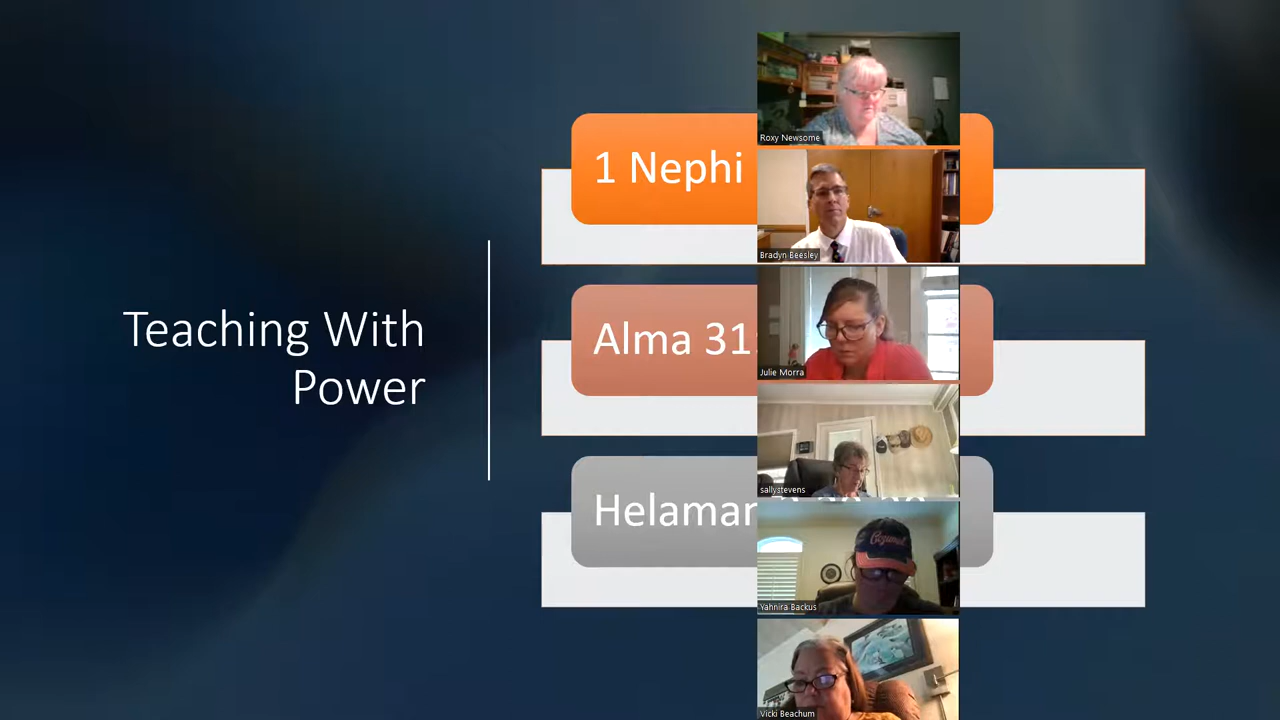 Teaching With
Power
1 Nephi
Alma 31
Helaman
Roxy Newsome
Bradyn Beesley
Julie Morra
sallystevens
Cozumel
Yahnira Backus
Vicki Beachum